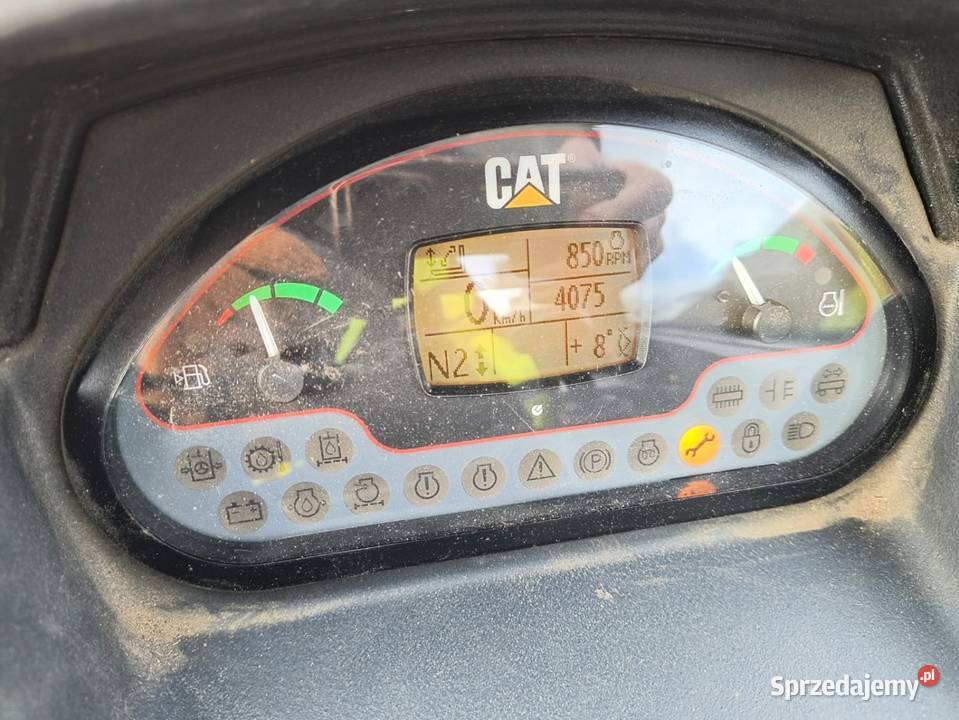 CAT
850 RPM
0 Km/h
4075
N2
+ 8°
P
Sprzedajemy.pl